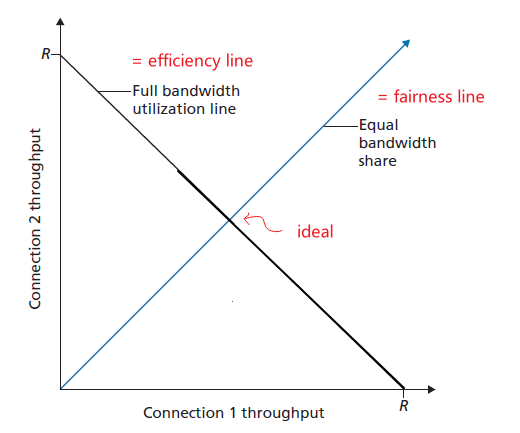 R
= efficiency line
Full bandwidth
utilization line
= fairness line
Equal
bandwidth
share
ideal
Connection 2 throughput
R
Connection 1 throughput